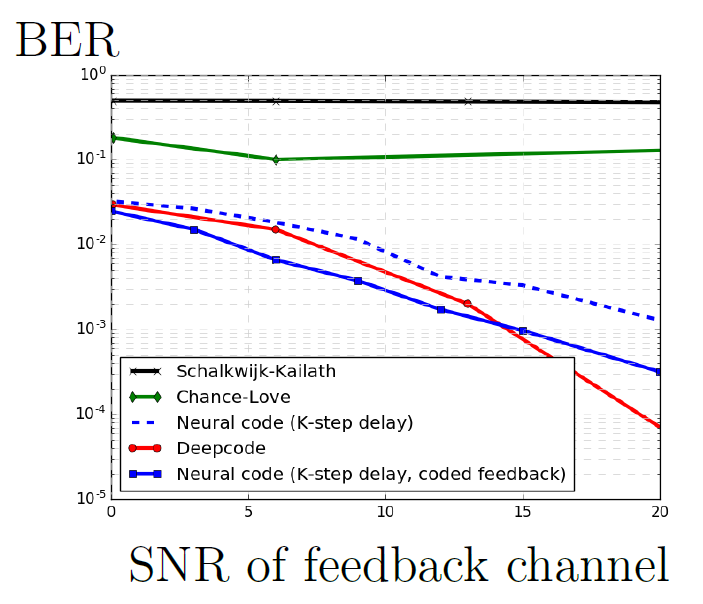 BER
10^0
10^-1
10^-2
10^-3
10^-4
10^-5
Schalkwijk-Kailath
Chance-Love
Neural code (K-step delay)
Deepcode
Neural code (K-step delay, coded feedback)
0 5 10 15 20
SNR of feedback channel